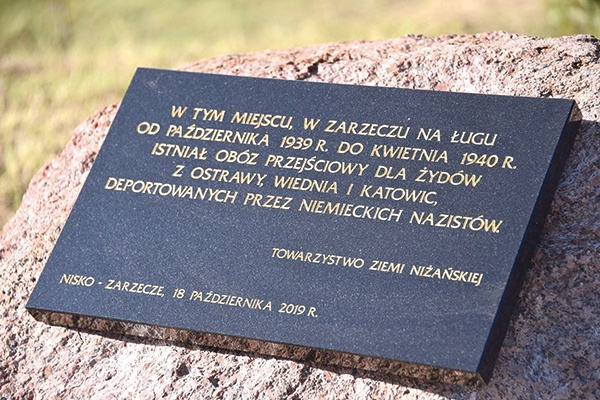 W TYM MIEJSCU, W ZARZECZU NA ŁUGU
OD PAŹDZIERNIKA 1939 R. DO KWIETNIA 1940 R.
ISTNIAŁ OBÓZ PRZEJŚCIOWY DLA ŻYDÓW
Z OSTRAWY, WIEDNIA I KATOWIC,
DEPORTOWANYCH PRZEZ NIEMIECKICH NAZISTÓW.
TOWARZYSTWO ZIEMI NIŻAŃSKIEJ
NISKO - ZARZECZE, 18 PAŹDZIERNIKA 2019 R.